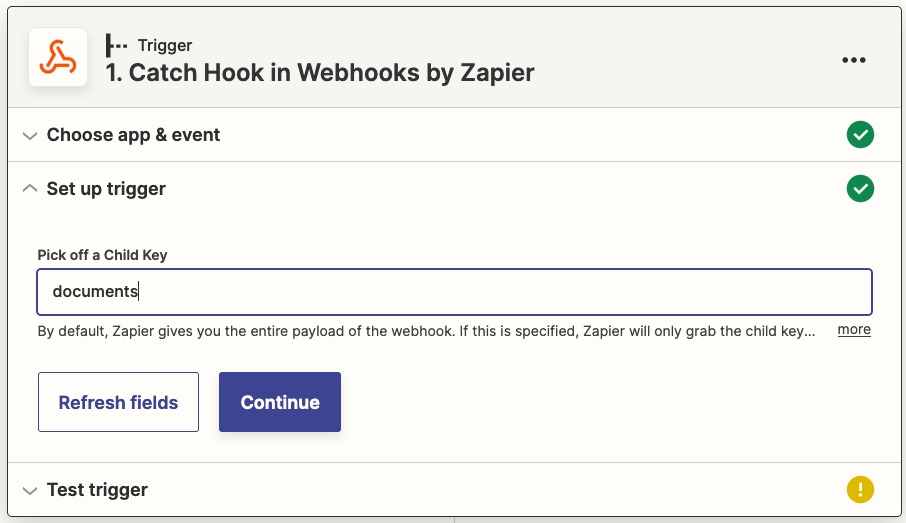 Trigger
1. Catch Hook in Webhooks by Zapier
Choose app & event
Set up trigger
Pick off a Child Key
documents
By default, Zapier gives you the entire payload of the webhook. If this is specified, Zapier will only grab the child key... more
Refresh fields Continue
Test trigger